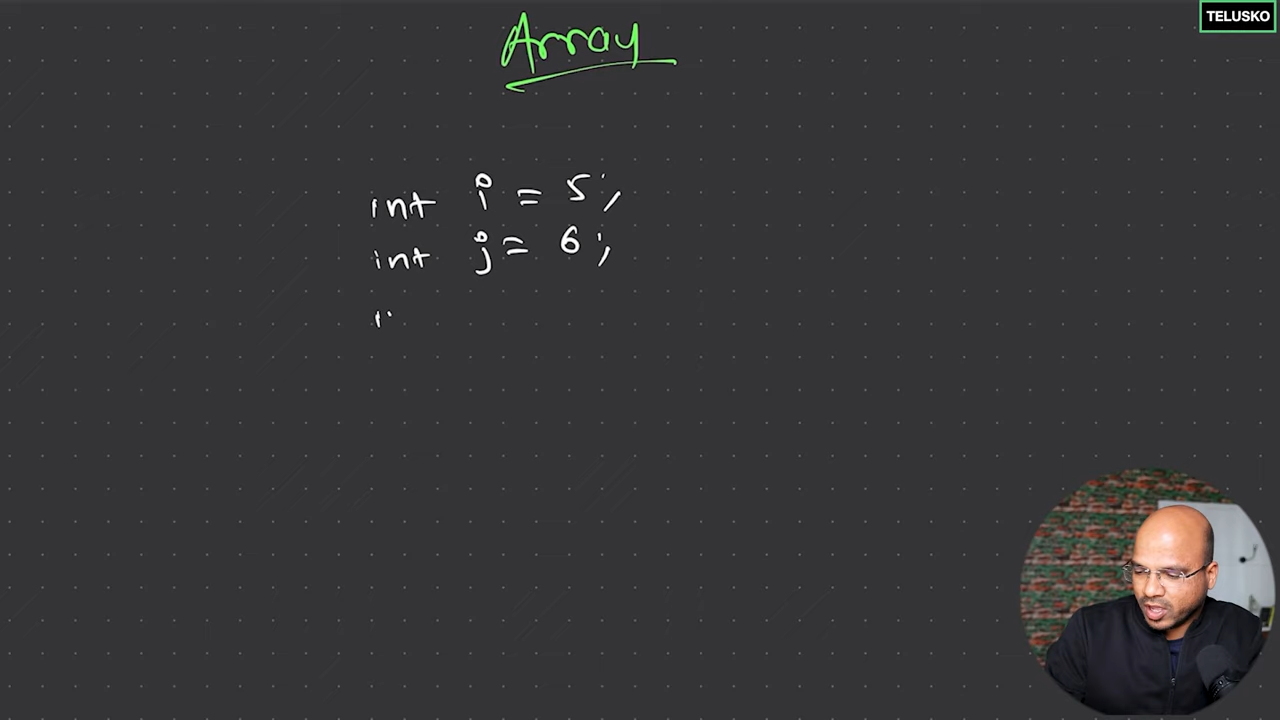 TELUSKO
Array
int i = 5;
int j = 6;